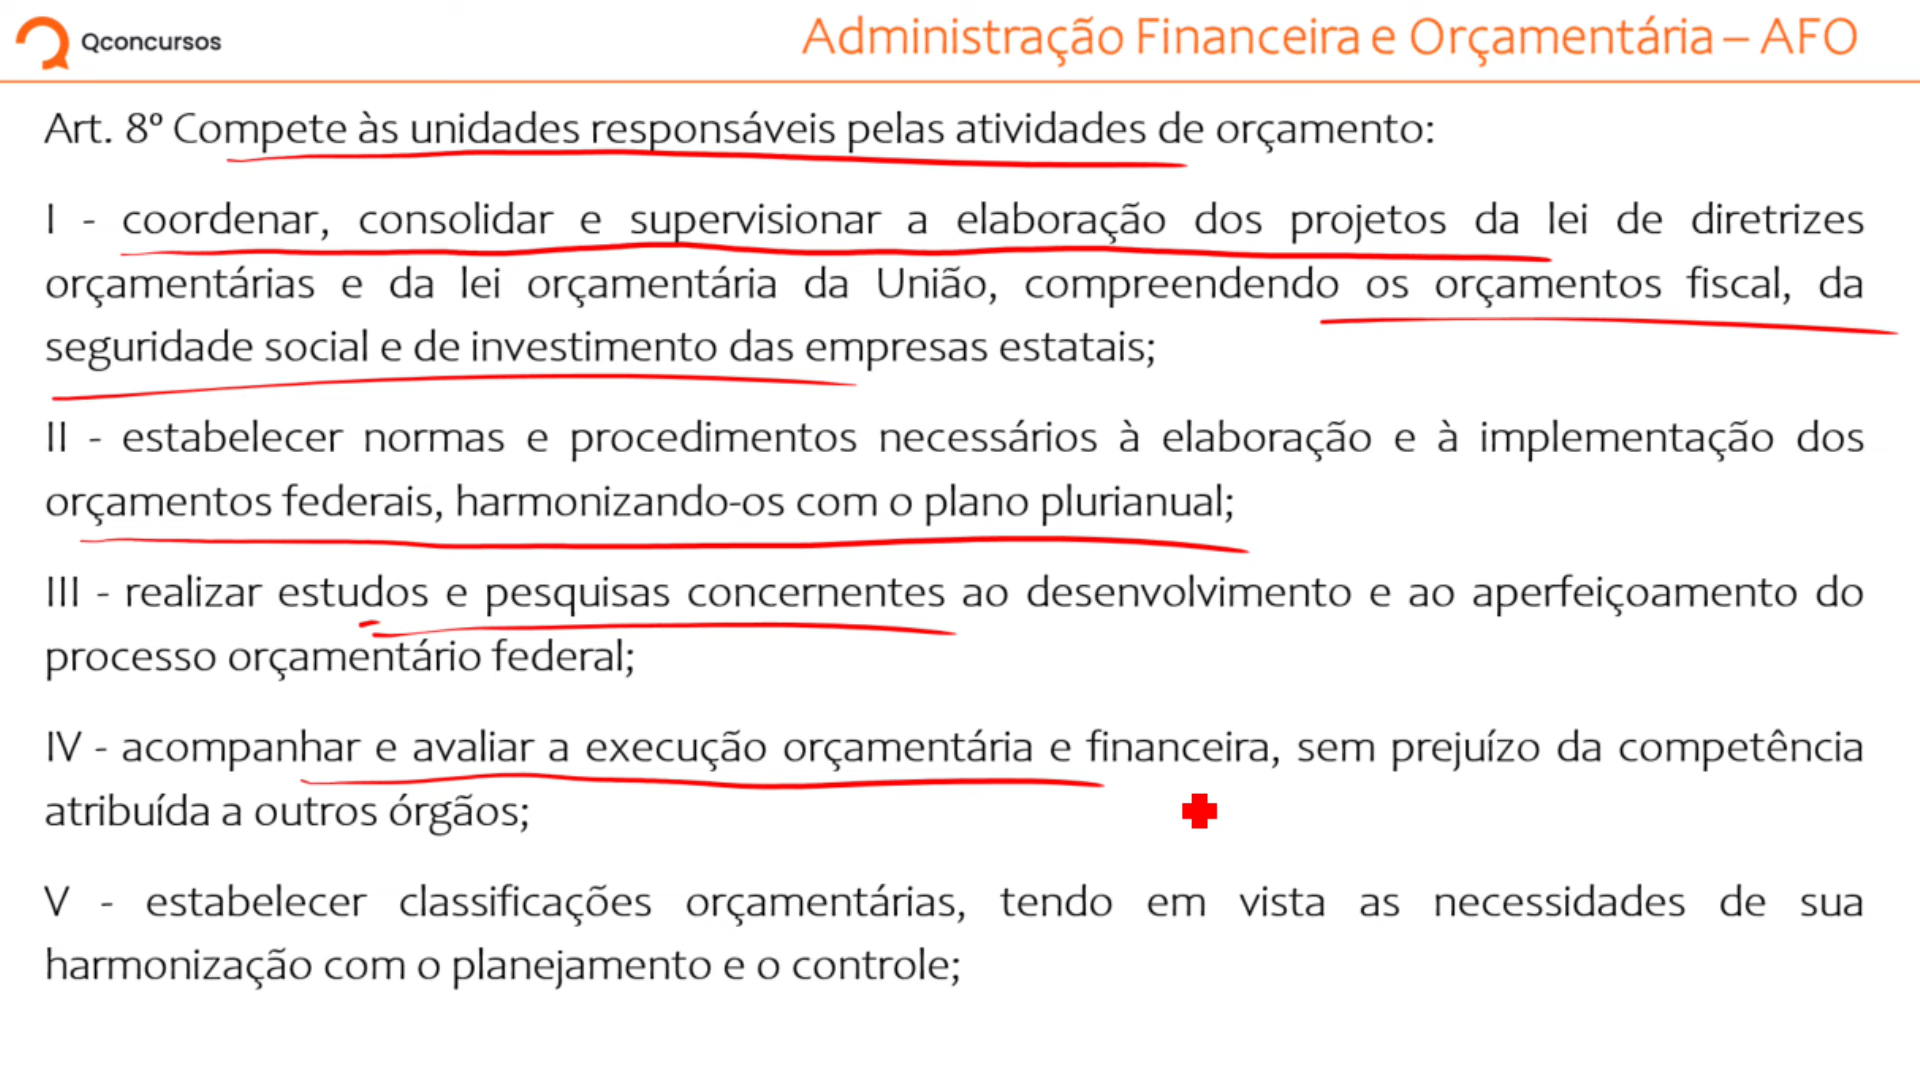 Qconcursos
Administração Financeira e Orçamentária – AFO
Art. 8º Compete às unidades responsáveis pelas atividades de orçamento:
I - coordenar, consolidar e supervisionar a elaboração dos projetos da lei de diretrizes
orçamentárias e da lei orçamentária da União, compreendendo os orçamentos fiscal, da
seguridade social e de investimento das empresas estatais;
II - estabelecer normas e procedimentos necessários à elaboração e à implementação dos
orçamentos federais, harmonizando-os com o plano plurianual;
III - realizar estudos e pesquisas concernentes ao desenvolvimento e ao aperfeiçoamento do
processo orçamentário federal;
IV - acompanhar e avaliar a execução orçamentária e financeira, sem prejuízo da competência
atribuída a outros órgãos;
V - estabelecer classificações orçamentárias, tendo em vista as necessidades de sua
harmonização com o planejamento e o controle;